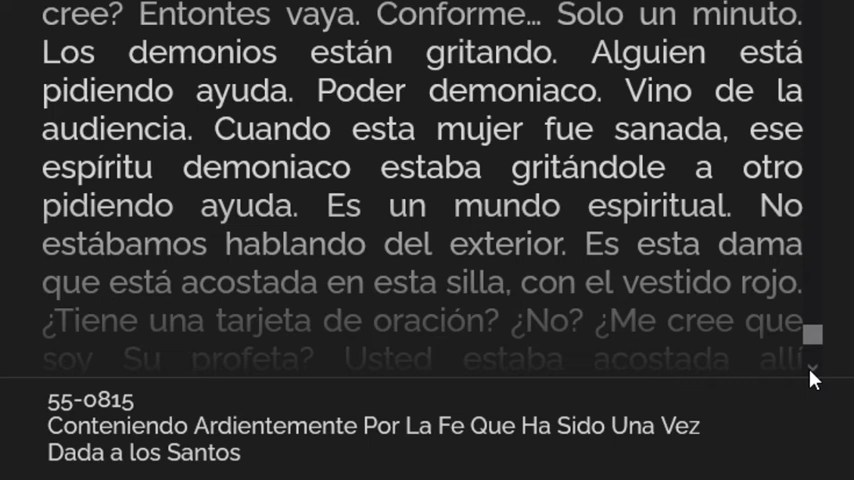 cree? Entontes vaya. Conforme... Solo un minuto.
Los demonios están gritando. Alguien está
pidiendo ayuda. Poder demoniaco. Vino de la
audiencia. Cuando esta mujer fue sanada, ese
espíritu demoniaco estaba gritándole a otro
pidiendo ayuda. Es un mundo espiritual. No
estábamos hablando del exterior. Es esta dama
que está acostada en esta silla, con el vestido rojo.
¿Tiene una tarjeta de oración? ¿No? ¿Me cree que
soy Su profeta? Usted estaba acostada allí
55-0815
Conteniendo Ardientemente Por La Fe Que Ha Sido Una Vez
Dada a los Santos